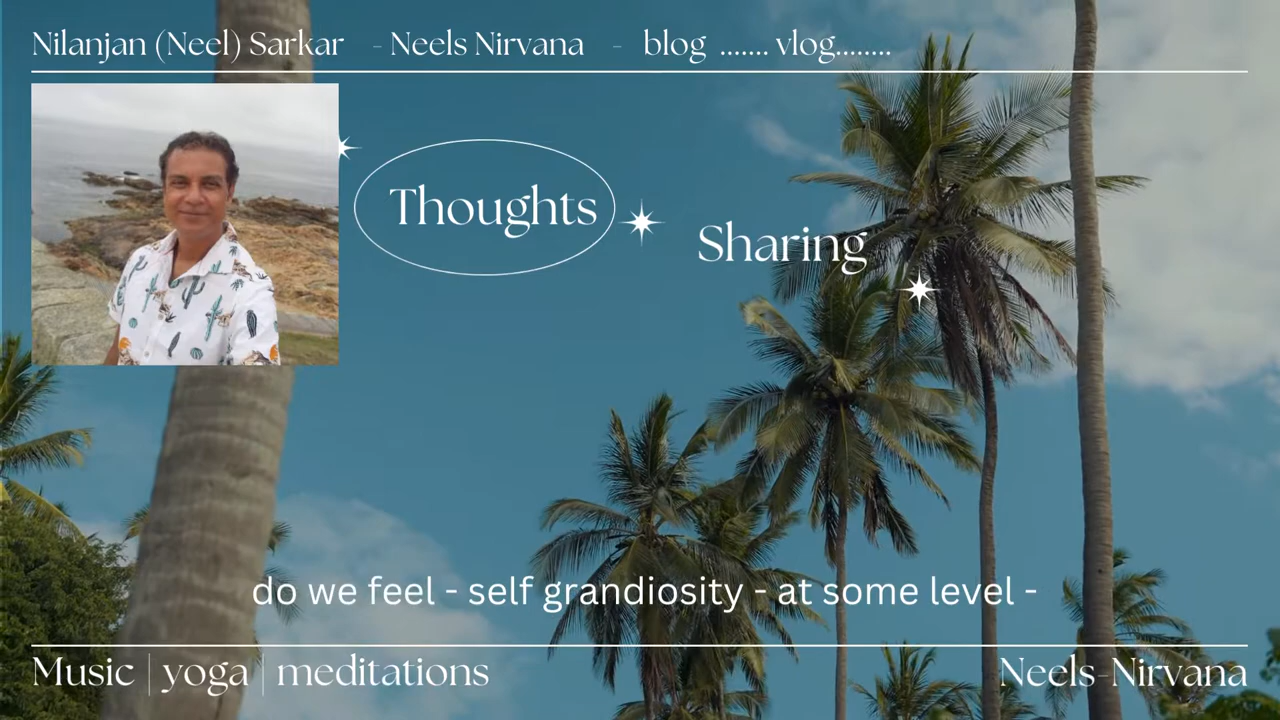 Nilanjan (Neel) Sarkar - Neels Nirvana - blog ....... vlog........
Thoughts
Sharing
do we feel - self grandiosity - at some level -
Music | yoga | meditations
Neels-Nirvana